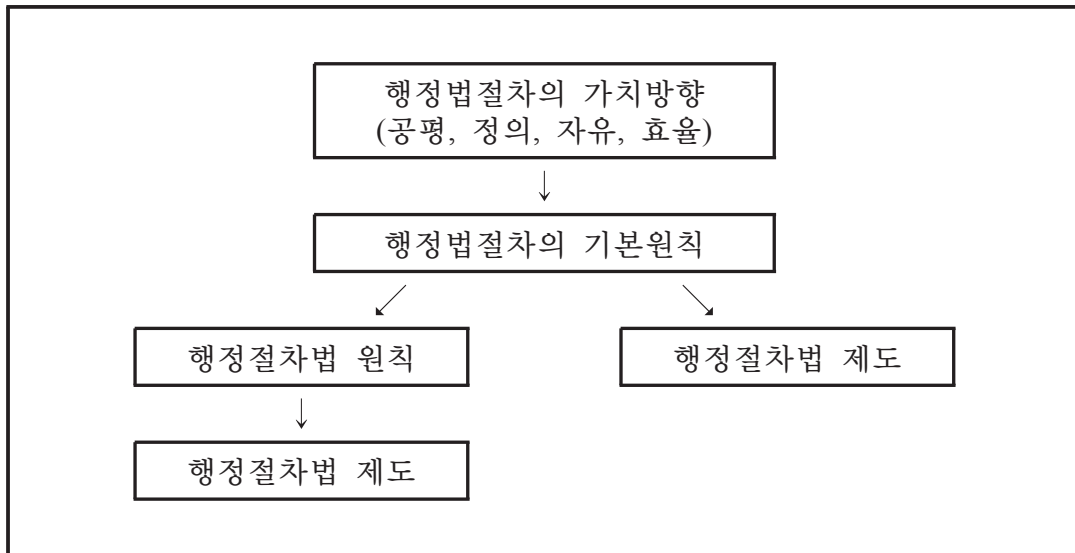 행정법절차의 가치방향
(공평, 정의, 자유, 효율)
↓
행정법절차의 기본원칙
↙ ↘
행정절차법 원칙
행정절차법 제도
↓
행정절차법 제도